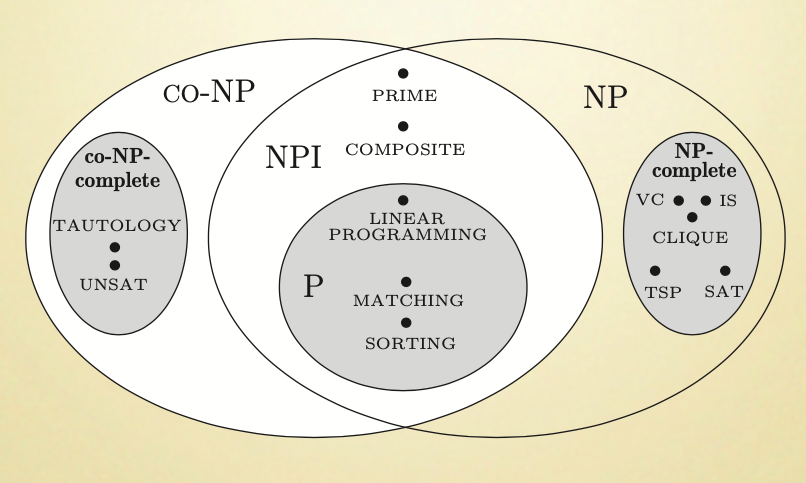 co-NP
NP
PRIME
COMPOSITE
NPI
co-NP-
complete
TAUTOLOGY
UNSAT
LINEAR
PROGRAMMING
P
MATCHING
SORTING
NP-
complete
VC
IS
CLIQUE
TSP
SAT